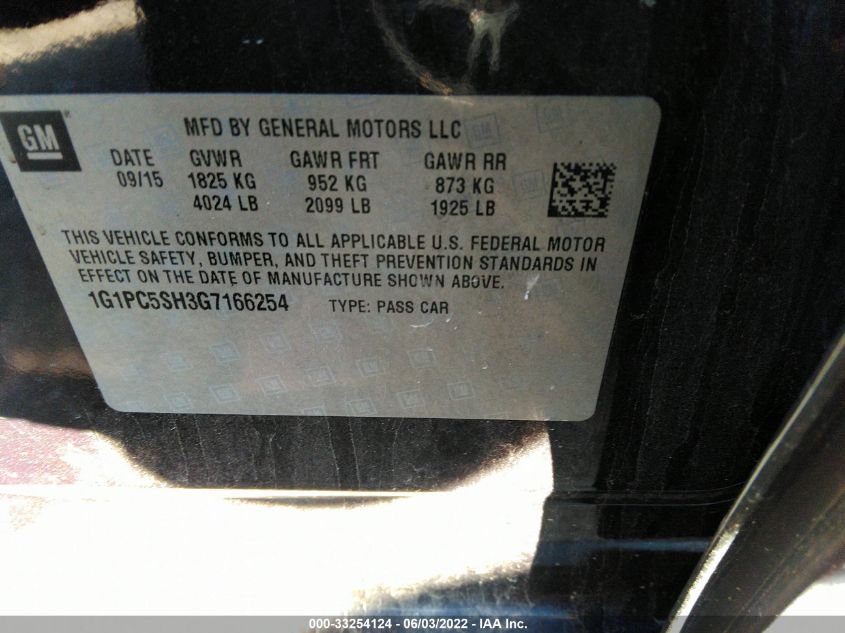 GM
MFD BY GENERAL MOTORS LLC
DATE GVWR GAWR FRT GAWR RR
09/15 1825 KG 952 KG 873 KG
4024 LB 2099 LB 1925 LB
THIS VEHICLE CONFORMS TO ALL APPLICABLE U.S. FEDERAL MOTOR
VEHICLE SAFETY, BUMPER, AND THEFT PREVENTION STANDARDS IN
EFFECT ON THE DATE OF MANUFACTURE SHOWN ABOVE.
1G1PC5SH3G7166254 TYPE: PASS CAR
000-33254124 - 06/03/2022 - IAA Inc.